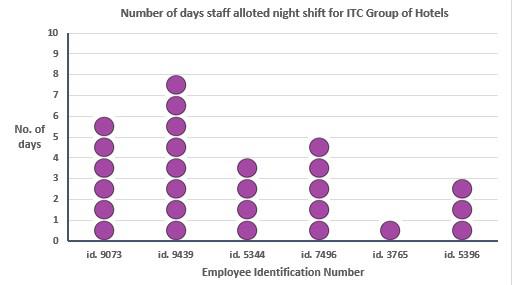 Number of days staff alloted night shift for ITC Group of Hotels
10
9
8
7
6
5
4
3
2
1
0
No. of
days
id. 9073 id. 9439 id. 5344 id. 7496 id. 3765 id. 5396
Employee Identification Number